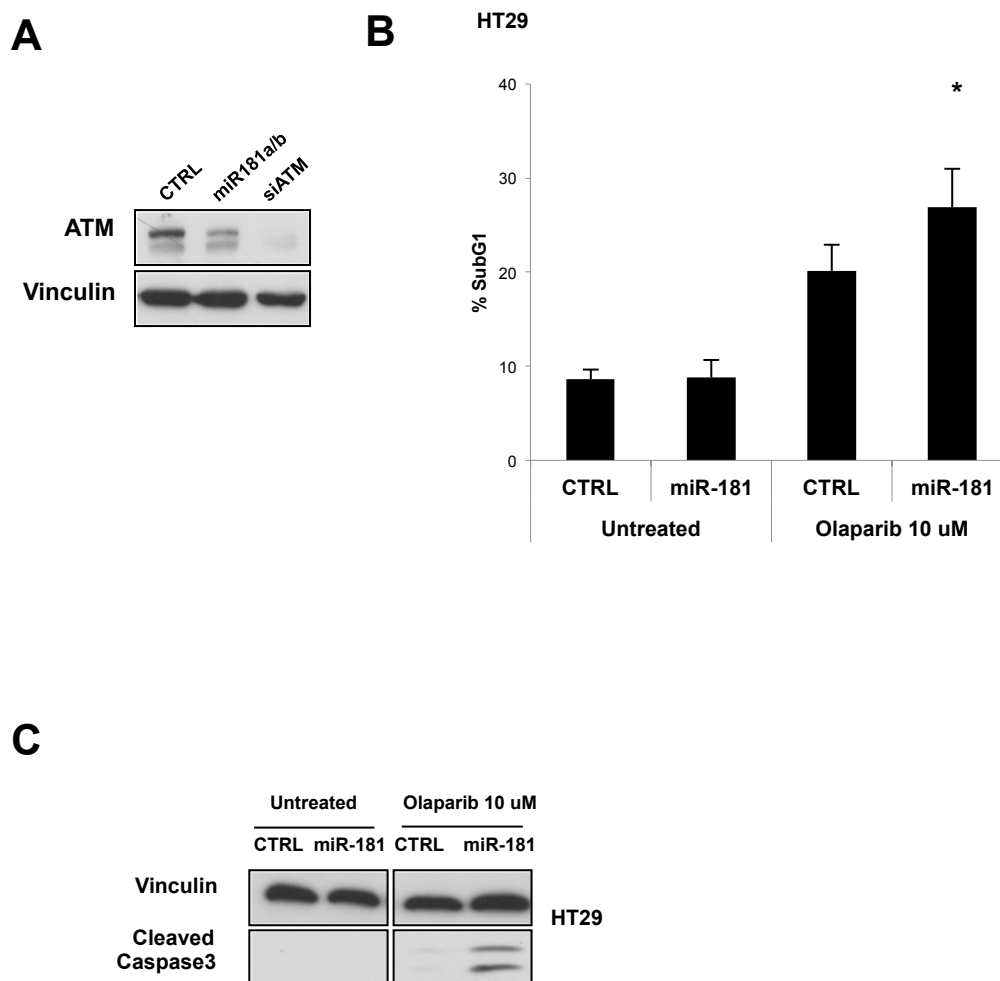 A
CTRL miR181a/b siATM
ATM
Vinculin
B
HT29
40
30
20
10
0
% SubG1
*
CTRL miR-181 CTRL miR-181
Untreated Olaparib 10 uM
C
Untreated Olaparib 10 uM
CTRL miR-181 CTRL miR-181
Vinculin
HT29
Cleaved
Caspase3